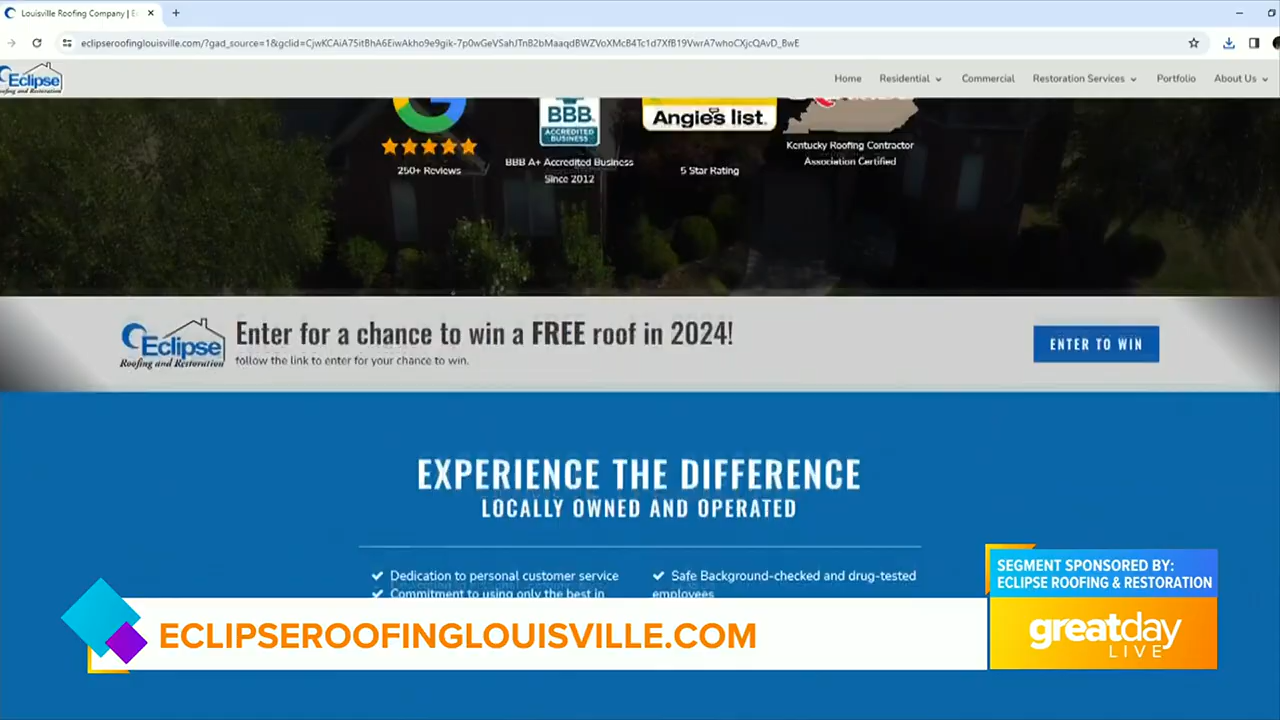 Louisville Roofing Company |
eclipseroofinglouisville.com/?gad_source=1&gclid=CjwKCAiA75itBhA6EiwAkho9e9gik-7p0wGeVSahJTnB2bMaaqdBWZVoXMcB4Tc1d7XfB19VwrA7whoCXjcQAvD_BwE
Eclipse
Roofing and Restoration
Home Residential Commercial Restoration Services Portfolio About Us
BBB
ACCREDITED
BUSINESS
Angie's list
250+ Reviews
BBB A+ Accredited Business
Since 2012
5 Star Rating
Kentucky Roofing Contractor
Association Certified
Eclipse
Roofing and Restoration
Enter for a chance to win a FREE roof in 2024!
follow the link to enter for your chance to win.
ENTER TO WIN
EXPERIENCE THE DIFFERENCE
LOCALLY OWNED AND OPERATED
Dedication to personal customer service
Commitment to using only the best in
Safe Background-checked and drug-tested
employees
ECLIPSEROOFINGLOUISVILLE.COM
SEGMENT SPONSORED BY:
ECLIPSE ROOFING & RESTORATION
greatday
LIVE